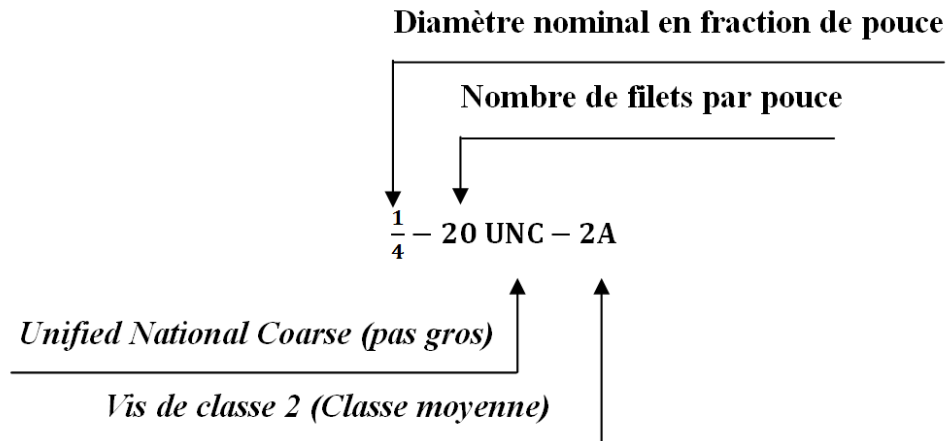 Diamètre nominal en fraction de pouce
Nombre de filets par pouce
1/4 – 20 UNC – 2A
Unified National Coarse (pas gros)
Vis de classe 2 (Classe moyenne)